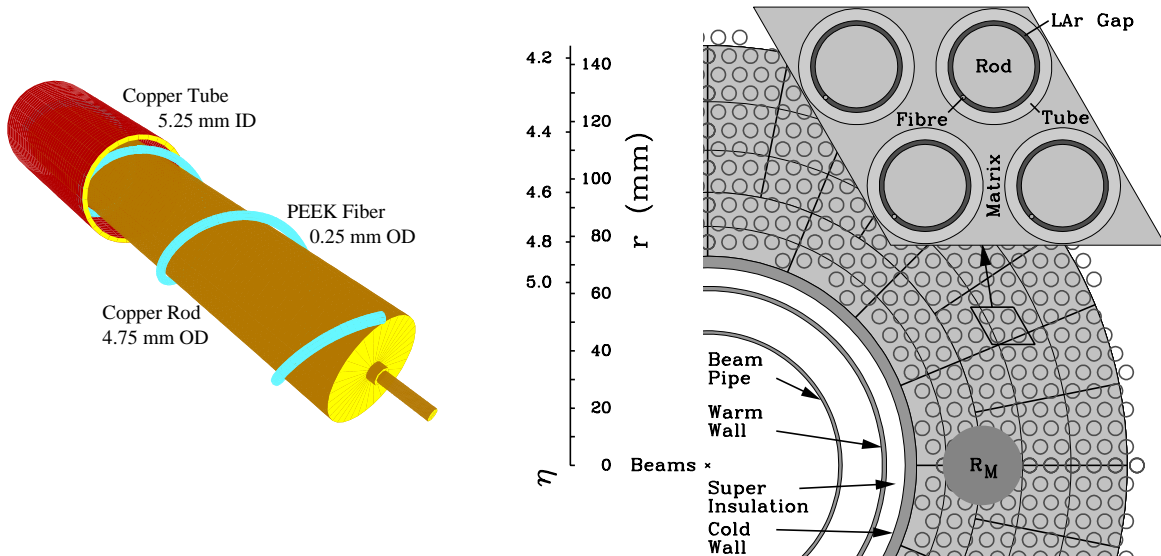 Copper Tube
5.25 mm ID
PEEK Fiber
0.25 mm OD
Copper Rod
4.75 mm OD
4.2
4.4
4.6
4.8
5.0
η
140
120
100
80
60
40
20
0
r (mm)
Beams
Beam
Pipe
Warm
Wall
Super
Insulation
Cold
Wall
R_M
LAr Gap
Rod
Fibre
Tube
Matrix